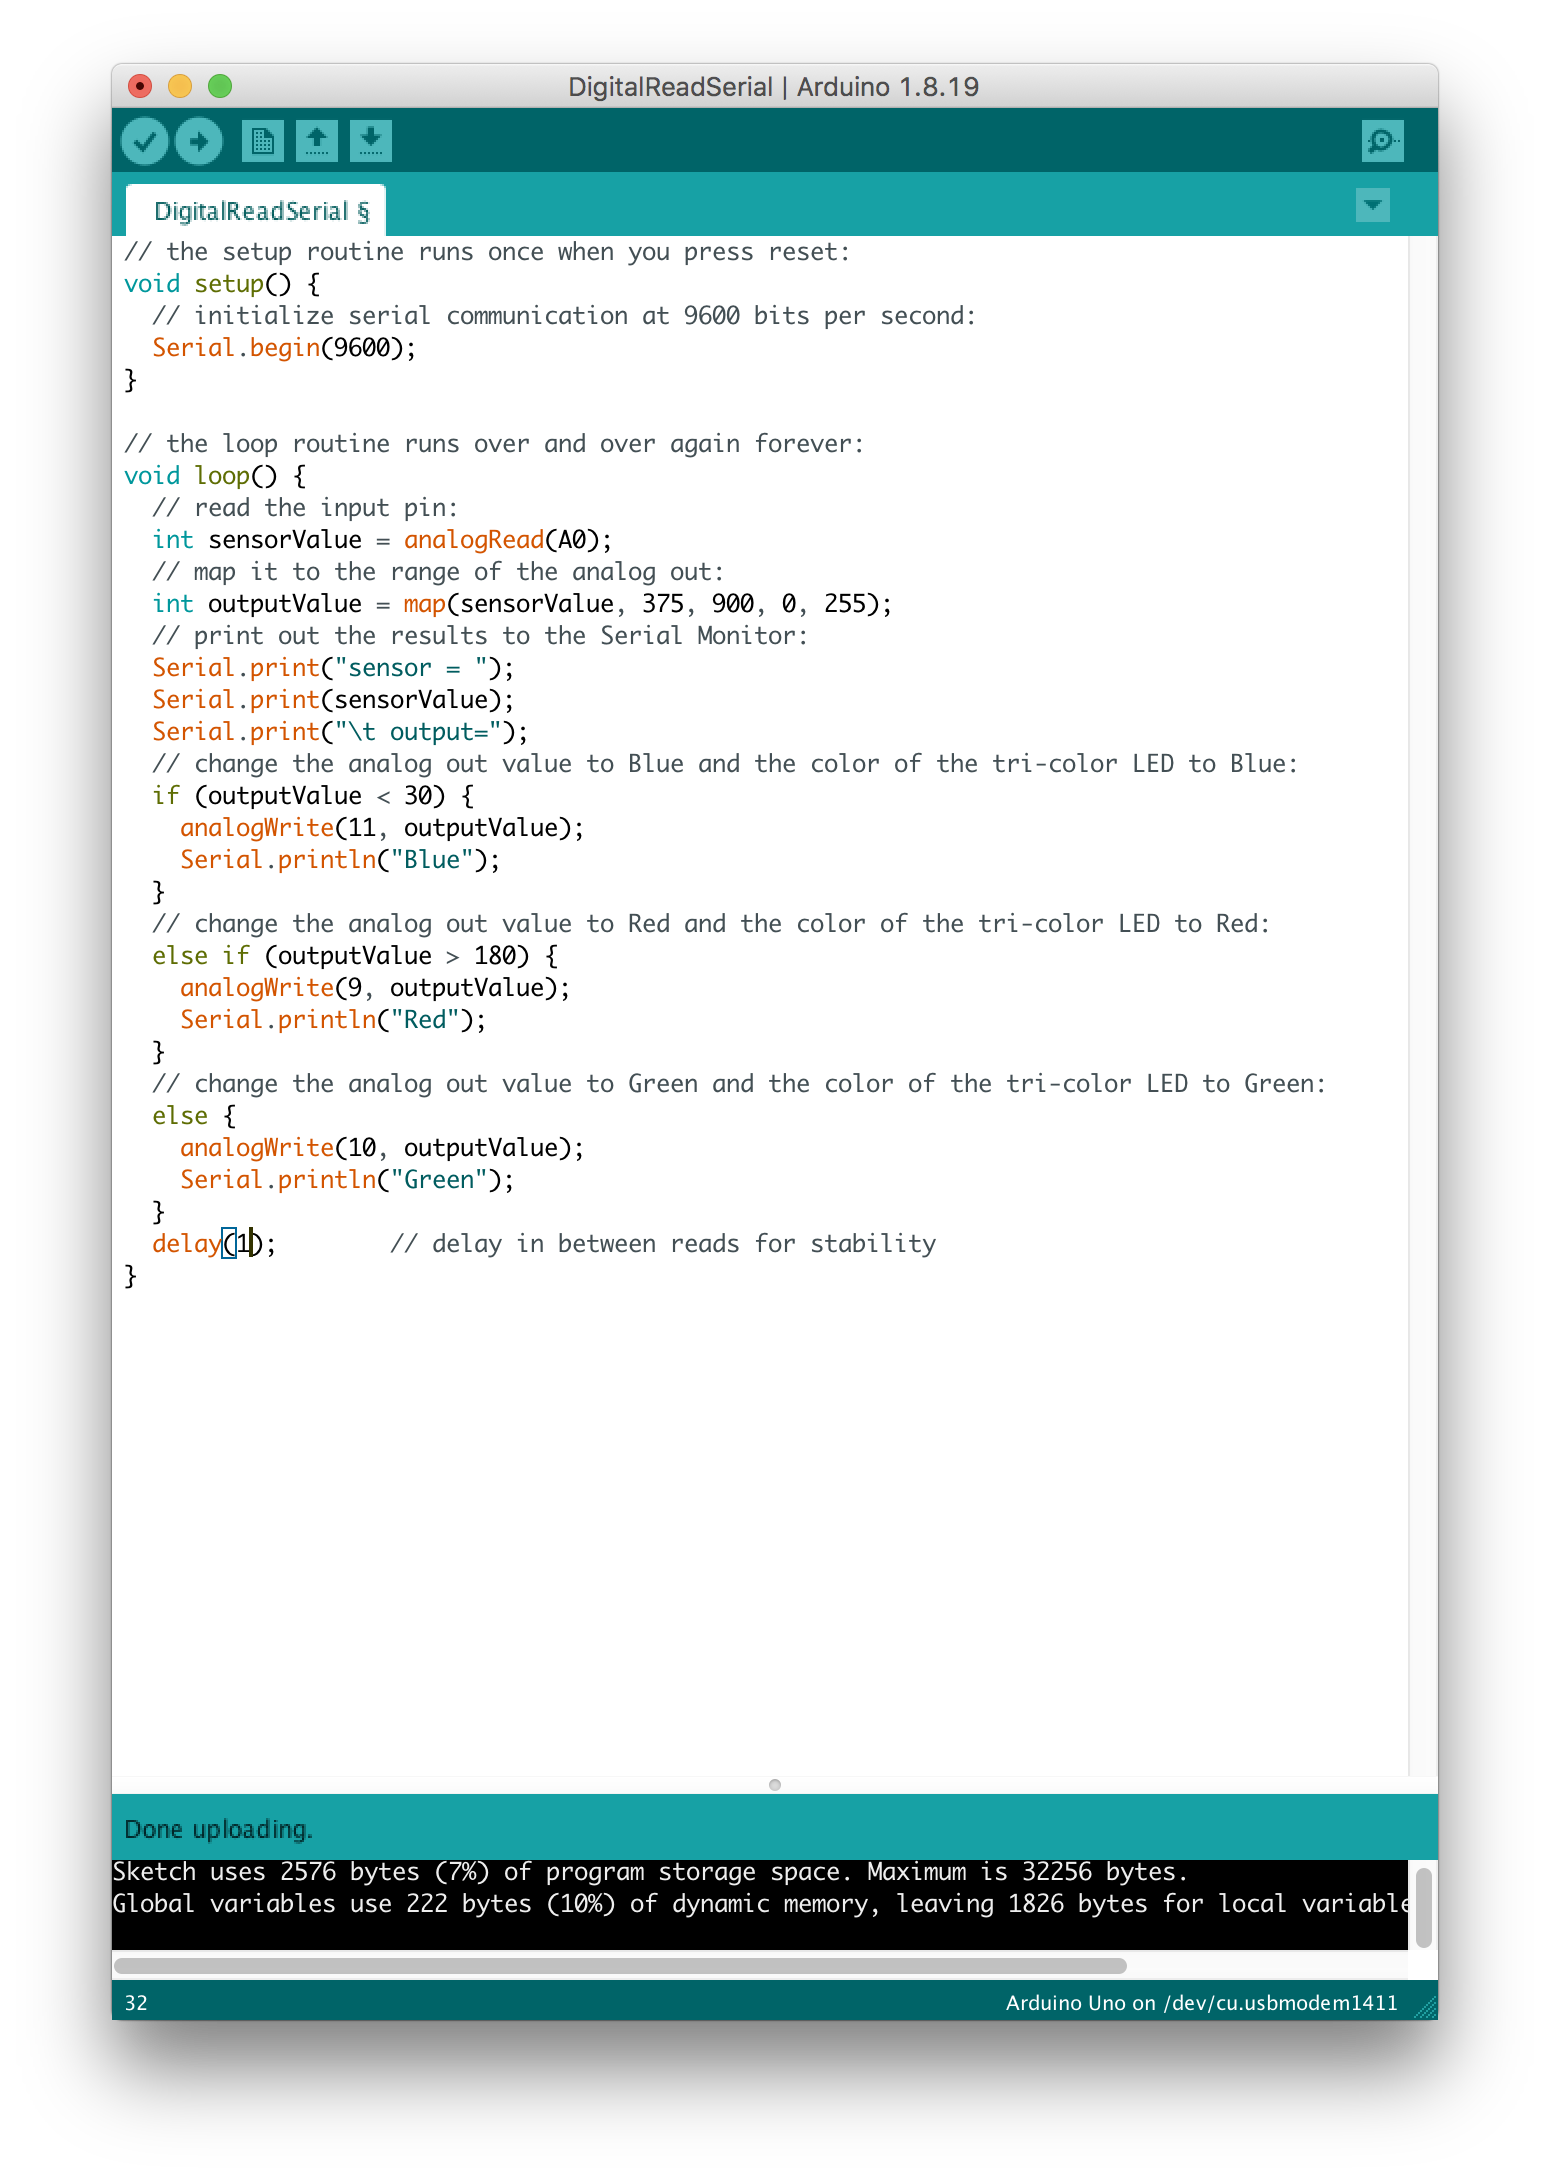 DigitalReadSerial | Arduino 1.8.19
DigitalReadSerial §
// the setup routine runs once when you press reset:
void setup() {
  // initialize serial communication at 9600 bits per second:
  Serial.begin(9600);
}
// the loop routine runs over and over again forever:
void loop() {
  // read the input pin:
  int sensorValue = analogRead(A0);
  // map it to the range of the analog out:
  int outputValue = map(sensorValue, 375, 900, 0, 255);
  // print out the results to the Serial Monitor:
  Serial.print("sensor = ");
  Serial.print(sensorValue);
  Serial.print("\t output=");
  // change the analog out value to Blue and the color of the tri-color LED to Blue:
  if (outputValue < 30) {
    analogWrite(11, outputValue);
    Serial.println("Blue");
  }
  // change the analog out value to Red and the color of the tri-color LED to Red:
  else if (outputValue > 180) {
    analogWrite(9, outputValue);
    Serial.println("Red");
  }
  // change the analog out value to Green and the color of the tri-color LED to Green:
  else {
    analogWrite(10, outputValue);
    Serial.println("Green");
  }
  delay(1);        // delay in between reads for stability
}
Done uploading.
Sketch uses 2576 bytes (7%) of program storage space. Maximum is 32256 bytes.
Global variables use 222 bytes (10%) of dynamic memory, leaving 1826 bytes for local variable
32
Arduino Uno on /dev/cu.usbmodem1411